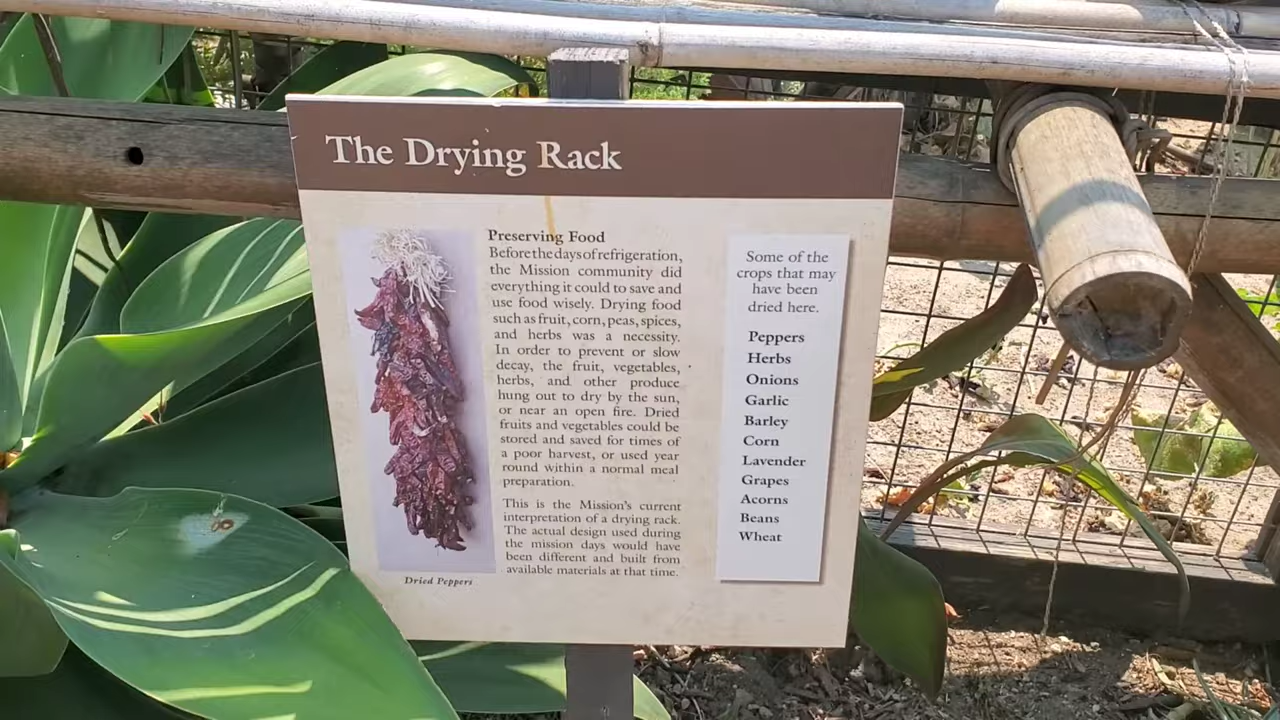 The Drying Rack
Preserving Food
Before the days of refrigeration,
the Mission community did
everything it could to save and
use food wisely. Drying food
such as fruit, corn, peas, spices,
and herbs was a necessity.
In order to prevent or slow
decay, the fruit, vegetables,
herbs, and other produce
hung out to dry by the sun,
or near an open fire. Dried
fruits and vegetables could be
stored and saved for times of
a poor harvest, or used year
round within a normal meal
preparation.
This is the Mission's current
interpretation of a drying rack.
The actual design used during
the mission days would have
been different and built from
available materials at that time.
Dried Peppers
Some of the
crops that may
have been
dried here.
Peppers
Herbs
Onions
Garlic
Barley
Corn
Lavender
Grapes
Acorns
Beans
Wheat